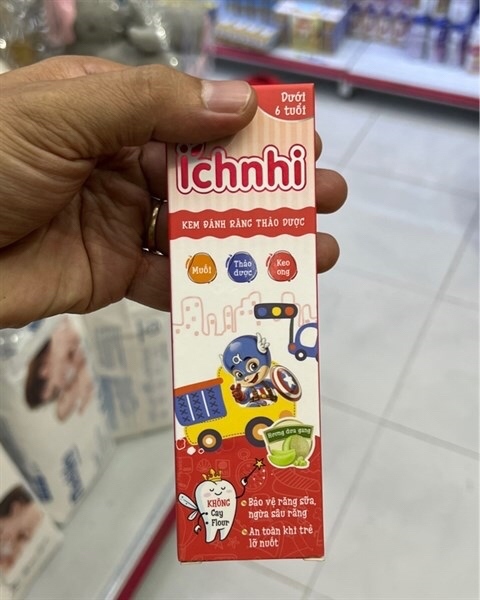 Dưới
6 tuổi
ichnhi
KEM ĐÁNH RĂNG THẢO DƯỢC
Muối
Thảo
dược
Keo
ong
Hương dưa gang
KHÔNG
Cay
Flour
Bảo vệ răng sữa,
ngừa sâu răng
An toàn khi trẻ
lỡ nuốt